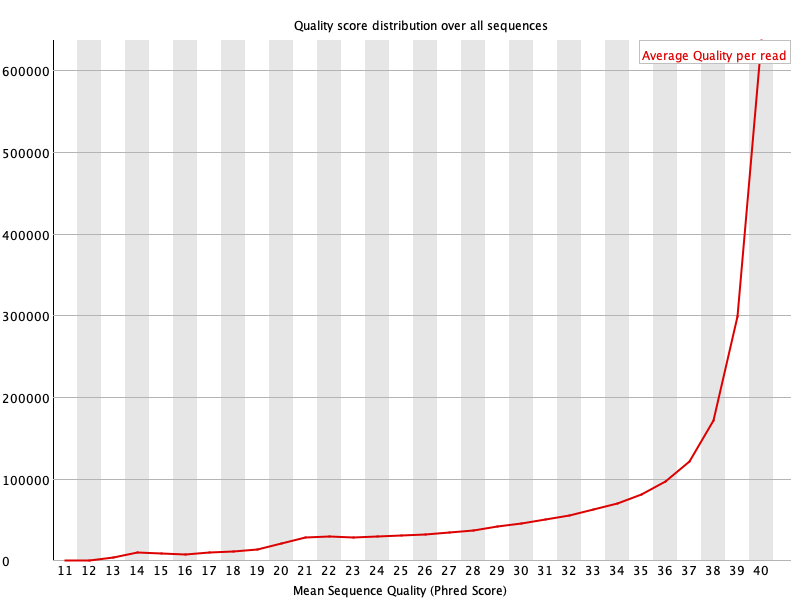 Quality score distribution over all sequences
Average Quality per read
600000
500000
400000
300000
200000
100000
0
11 12 13 14 15 16 17 18 19 20 21 22 23 24 25 26 27 28 29 30 31 32 33 34 35 36 37 38 39 40
Mean Sequence Quality (Phred Score)